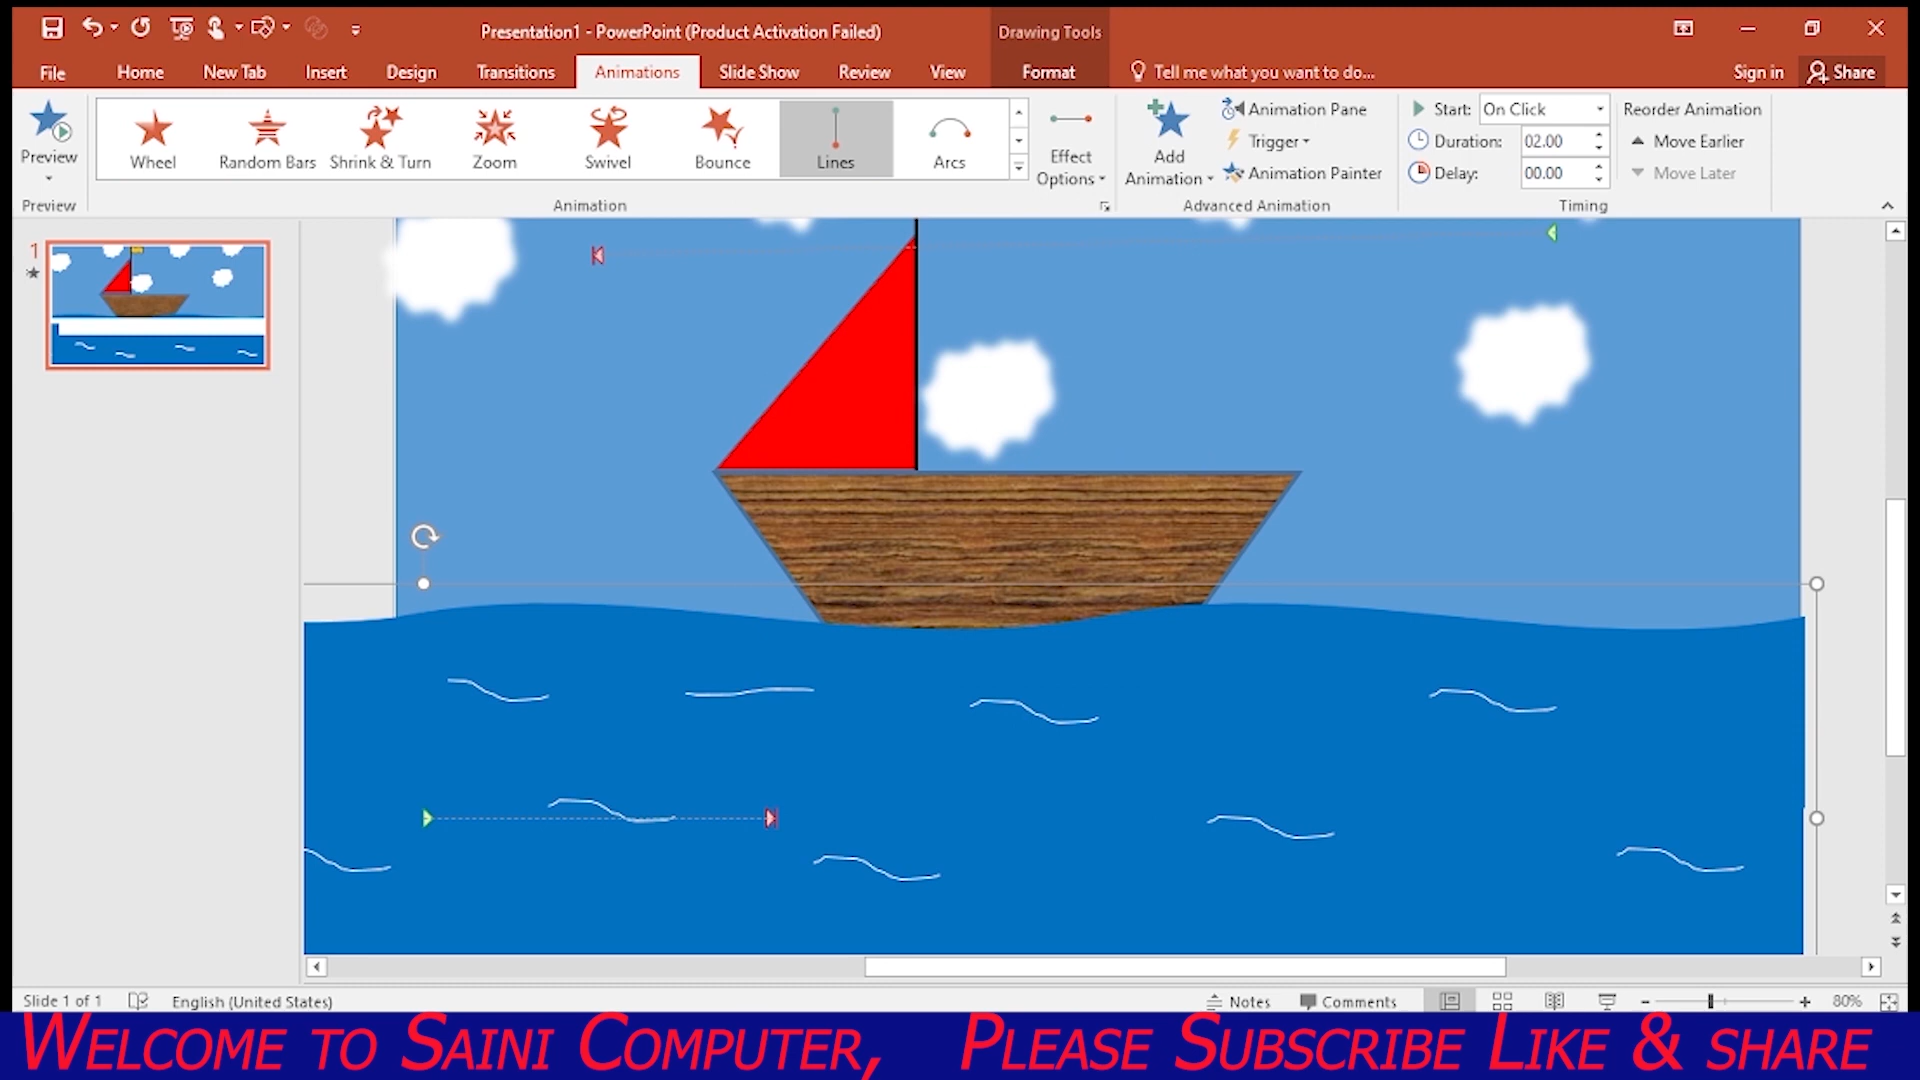 Presentation1 - PowerPoint (Product Activation Failed)
Drawing Tools
File Home New Tab Insert Design Transitions Animations Slide Show Review View Format Tell me what you want to do... Sign in Share
Preview
Wheel Random Bars Shrink & Turn Zoom Swivel Bounce Lines Arcs
Effect Options
Add Animation
Animation Pane
Trigger
Animation Painter
Start: On Click
Duration: 02.00
Delay: 00.00
Reorder Animation
Move Earlier
Move Later
Preview Animation Advanced Animation Timing
1
Slide 1 of 1 English (United States) Notes Comments 80%
WELCOME TO SAINI COMPUTER, PLEASE SUBSCRIBE LIKE & SHARE